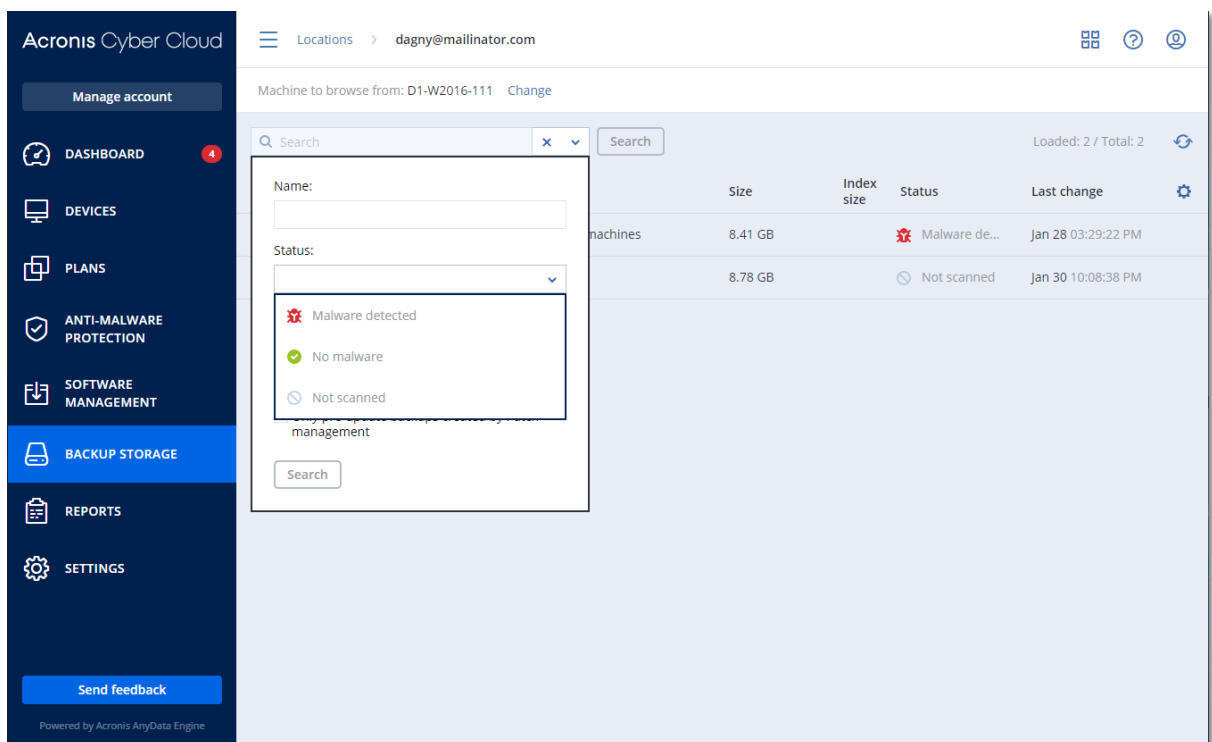 Acronis Cyber Cloud
Manage account
DASHBOARD 4
DEVICES
PLANS
ANTI-MALWARE
PROTECTION
SOFTWARE
MANAGEMENT
BACKUP STORAGE
REPORTS
SETTINGS
Send feedback
Powered by Acronis AnyData Engine
Locations > dagny@mailinator.com
Machine to browse from: D1-W2016-111 Change
Search
Search
Loaded: 2 / Total: 2
Size
Index
size
Status
Last change
machines 8.41 GB Malware de... Jan 28 03:29:22 PM
8.78 GB Not scanned Jan 30 10:08:38 PM
Name:
Status:
Malware detected
No malware
Not scanned
management
Search